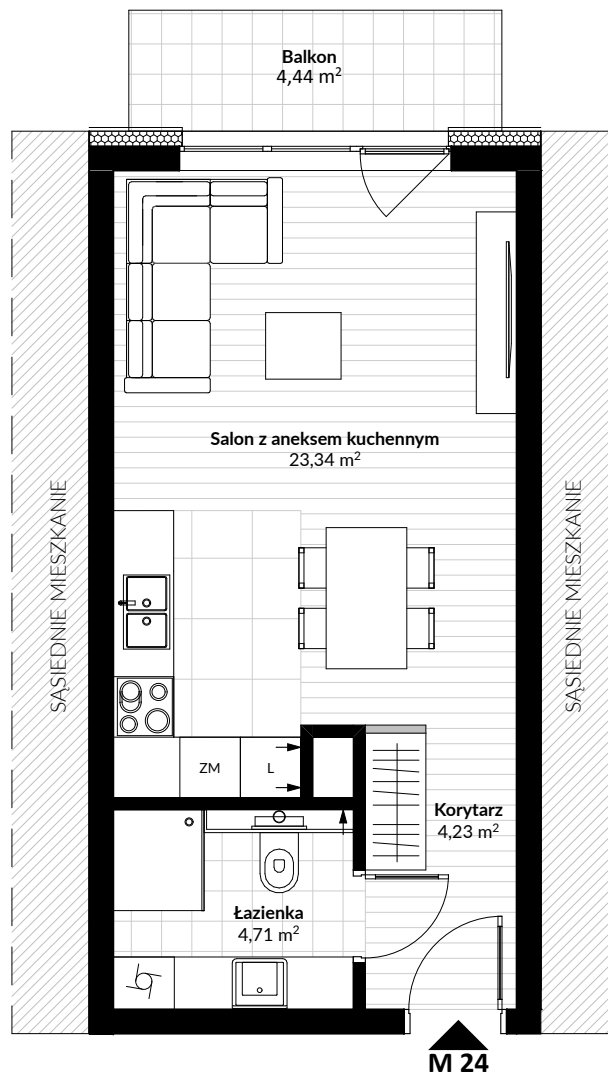 Balkon
4,44 m²
Salon z aneksem kuchennym
23,34 m²
SĄSIEDNIE MIESZKANIE
SĄSIEDNIE MIESZKANIE
ZM
L
Korytarz
4,23 m²
Łazienka
4,71 m²
M 24